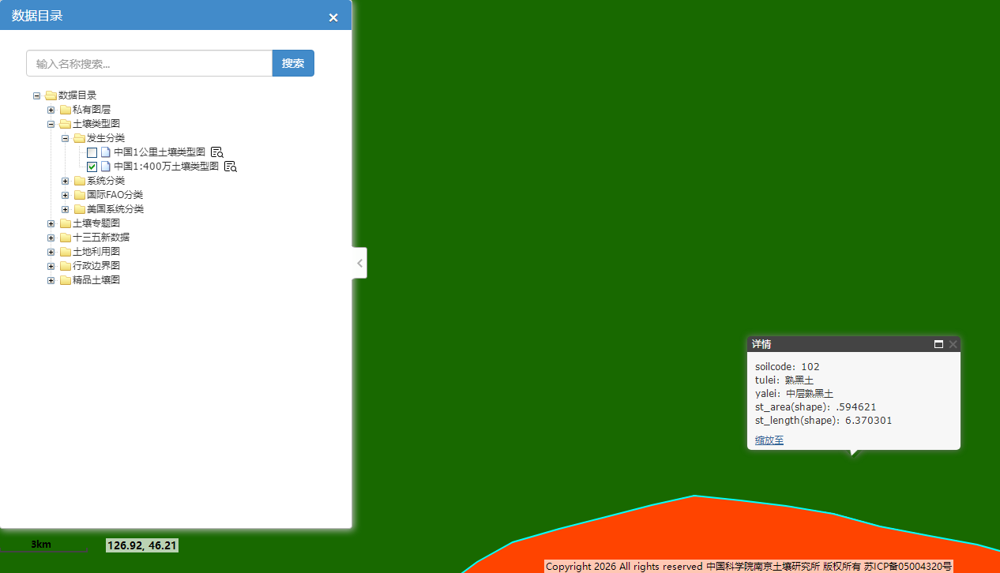 数据目录
×
输入名称搜索...
搜索
数据目录
私有图层
土壤类型图
发生分类
中国1公里土壤类型图
中国1:400万土壤类型图
系统分类
国际FAO分类
美国系统分类
土壤专题图
十三五新数据
土地利用图
行政边界图
精品土壤图
详情
soilcode：102
tulei：熟黑土
yalei：中层熟黑土
st_area(shape)：.594621
st_length(shape)：6.370301
缩放至
3km
126.92, 46.21
Copyright 2026 All rights reserved 中国科学院南京土壤研究所 版权所有 苏ICP备05004320号